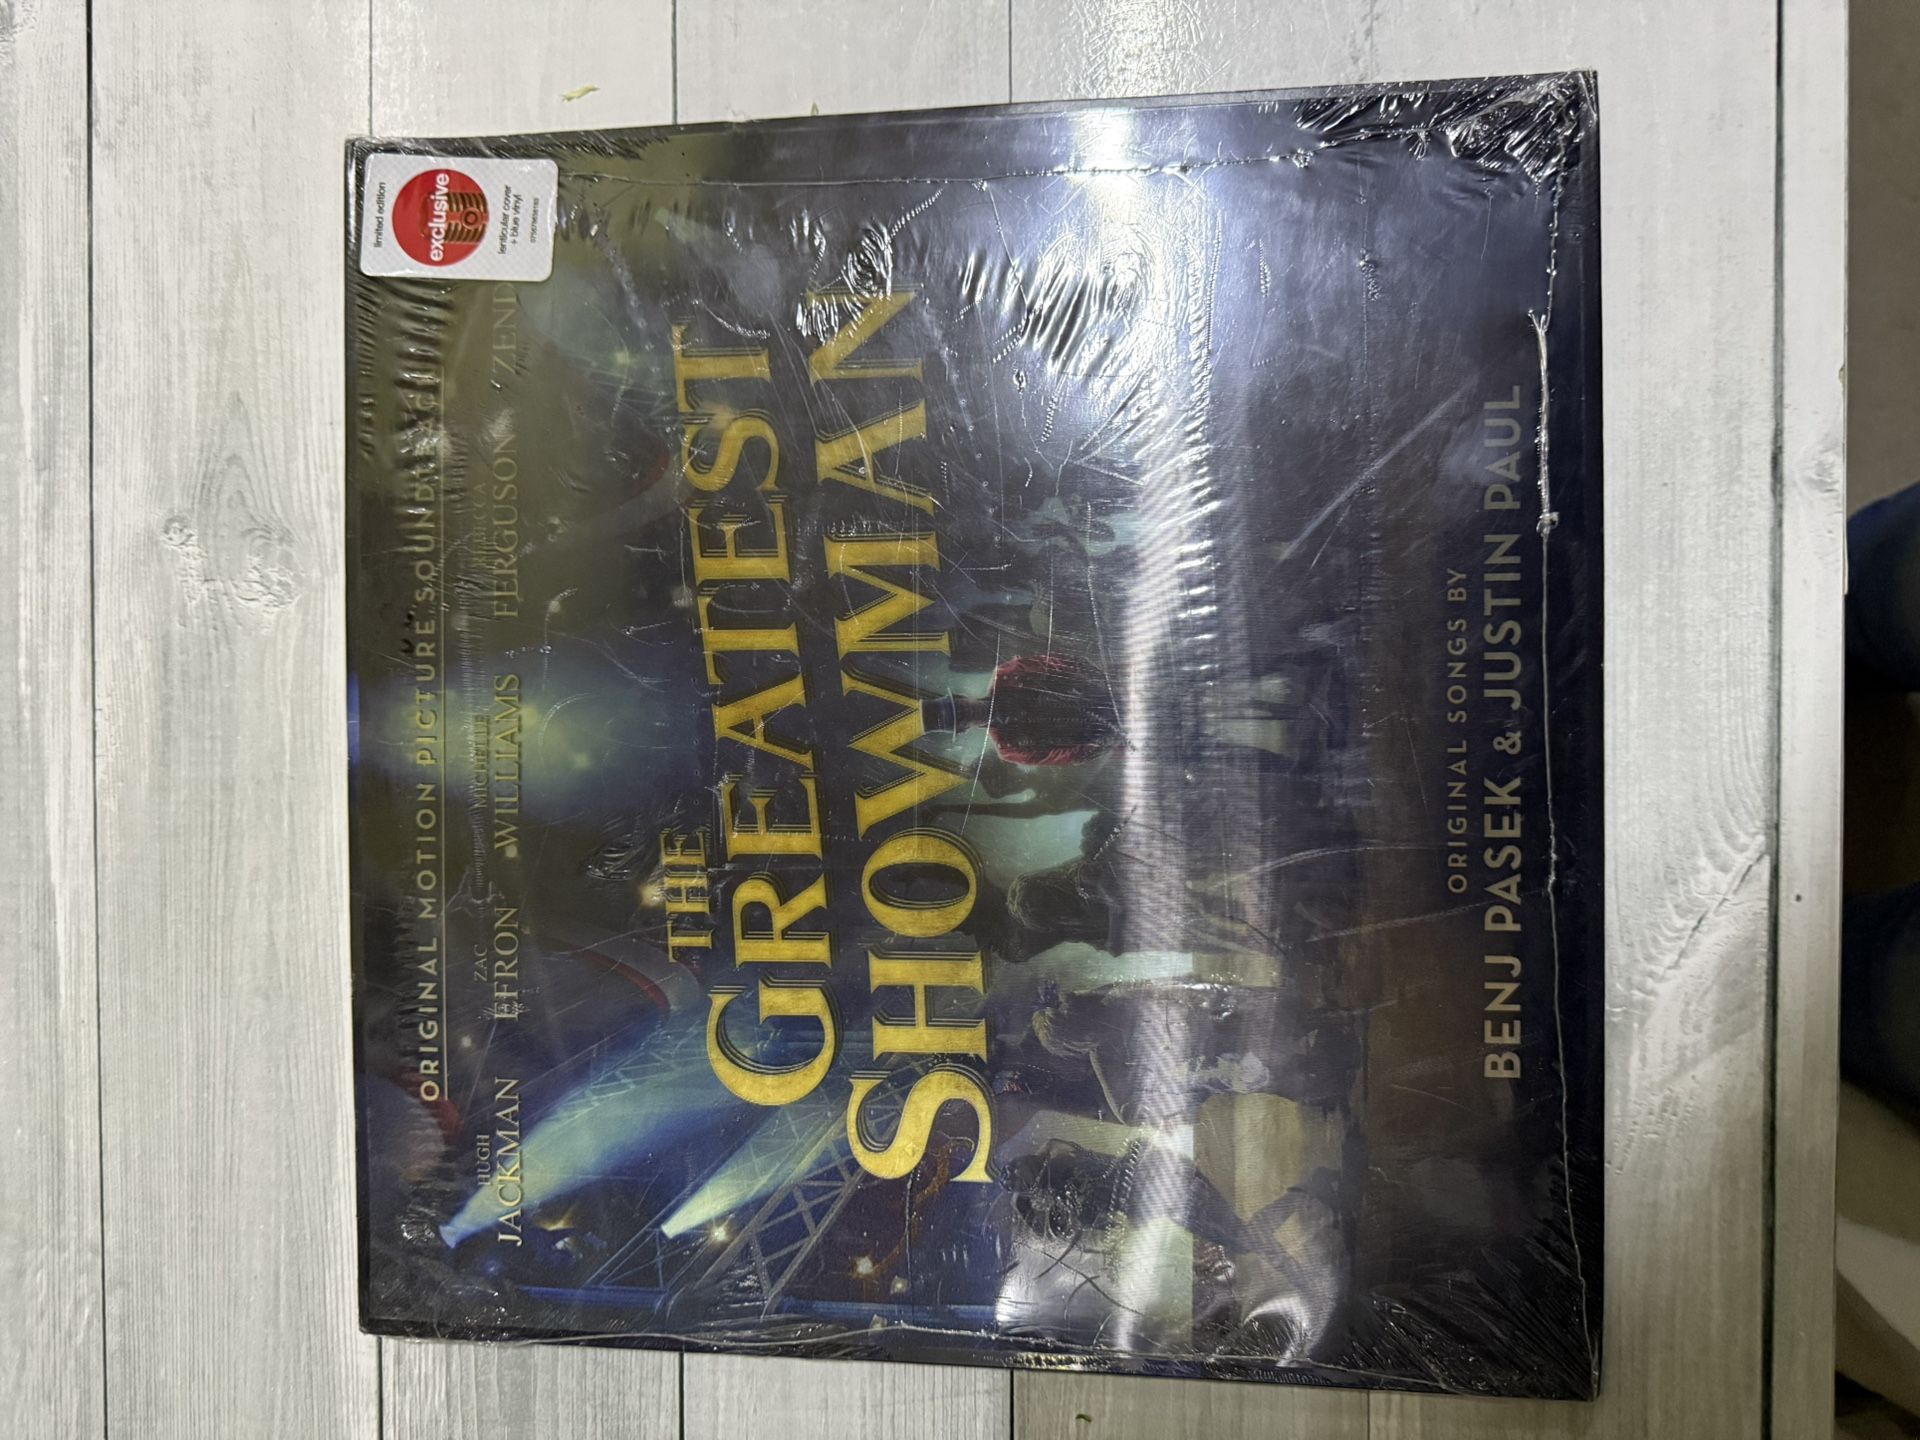 ORIGINAL MOTION PICTURE SOUNDTRACK
HUGH
JACKMAN
ZAC
EFRON
MICHELLE
WILLIAMS
REBECCA
FERGUSON
ZEND
limited edition
exclusive
lenticular cover
+ blue vinyl
THE
GREATEST
SHOWMAN
ORIGINAL SONGS BY
BENJ PASEK & JUSTIN PAUL